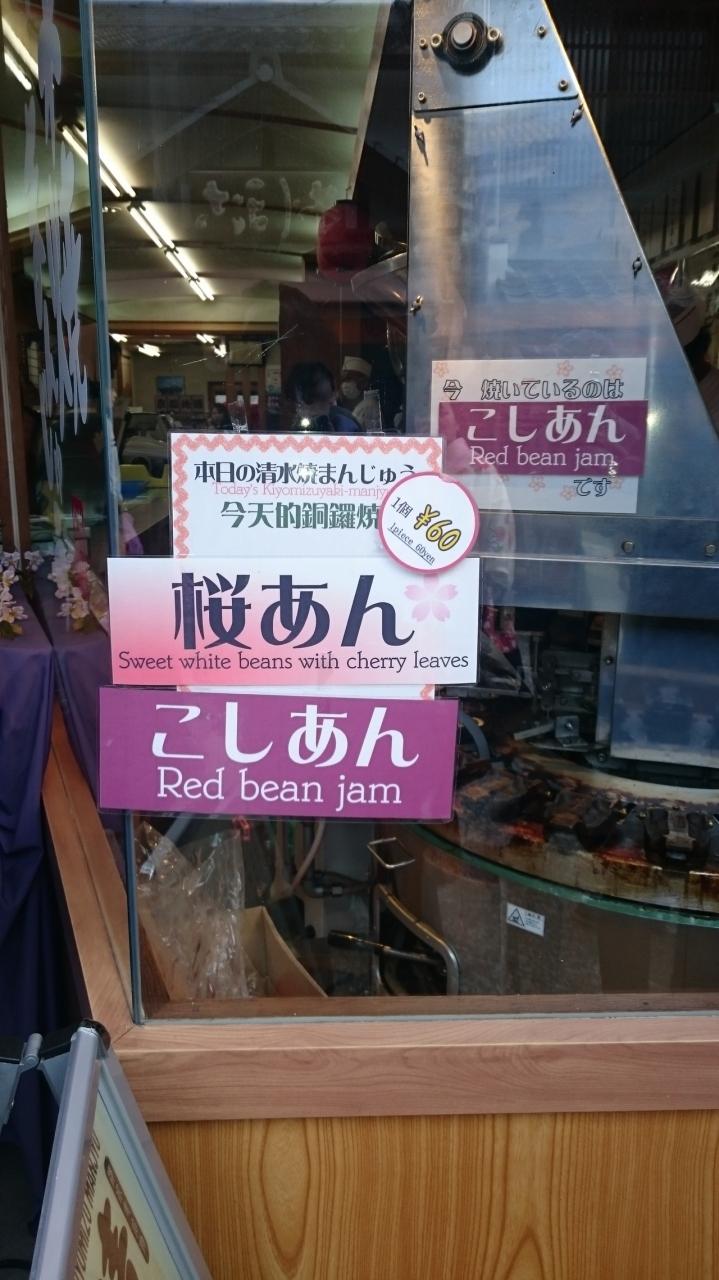 今 焼いているのは
こしあん
Red bean jam
です
本日の清水焼まんじゅう
Today's Kiyomizuyaki-manjyu
今天的銅鑼焼
1個
¥60
1piece 60yen
桜あん
Sweet white beans with cherry leaves
こしあん
Red bean jam